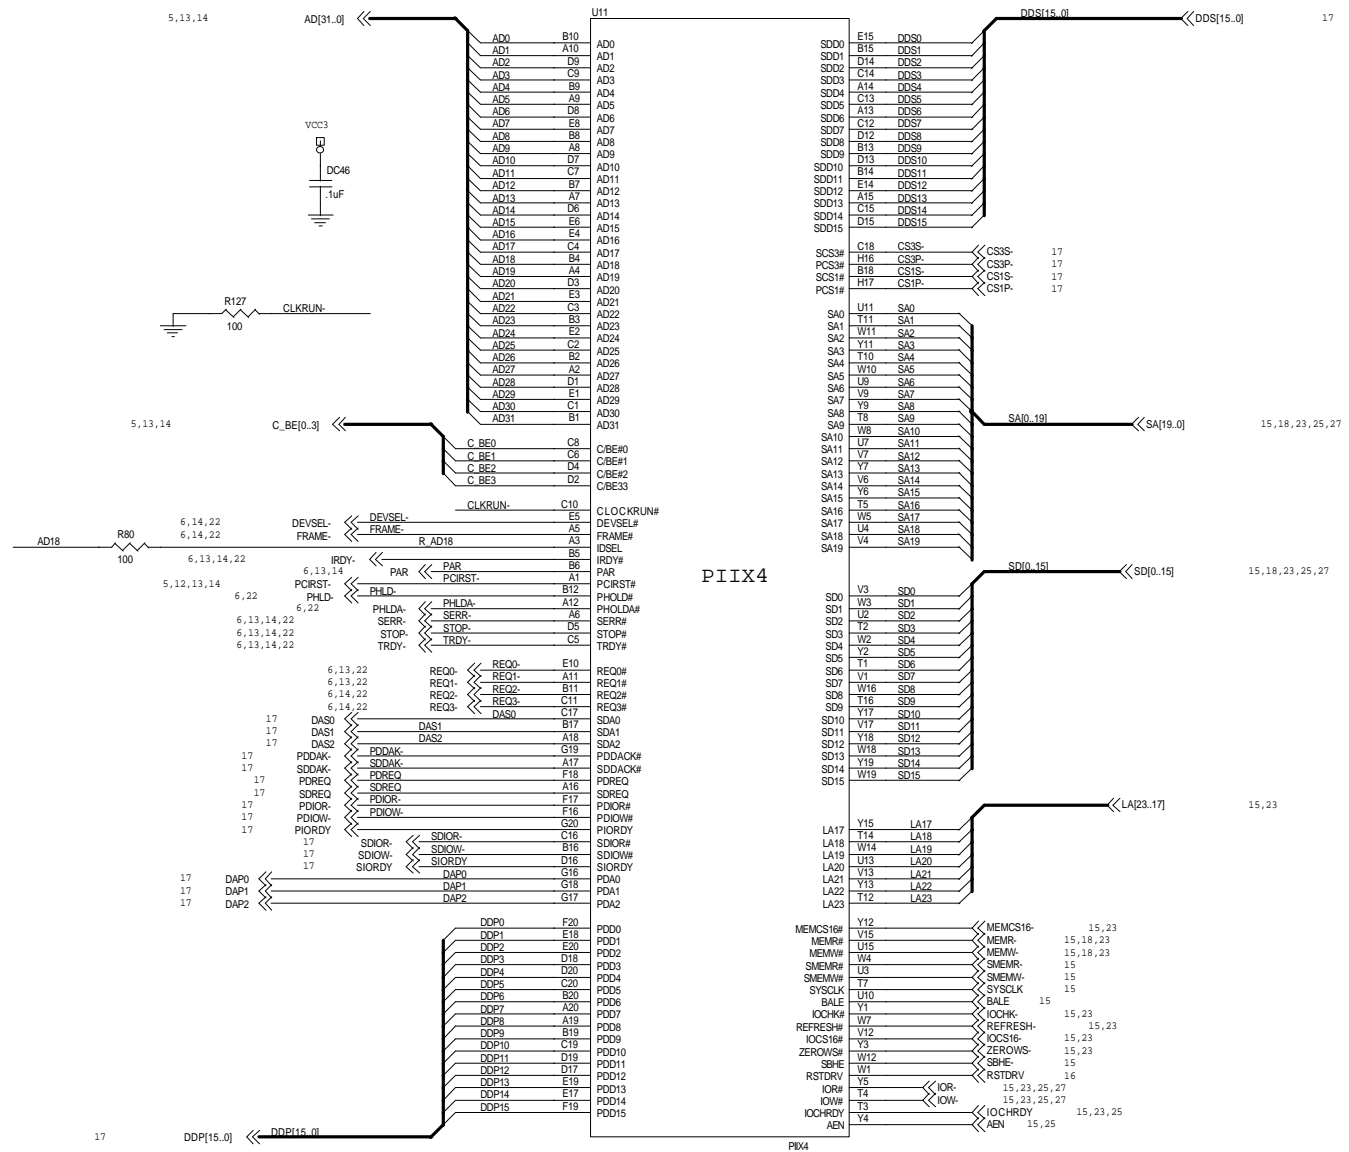 5,13,14 AD[31..0] U11 DDS[15..0] DDS[15..0] 17
AD0 B10 AD0 SDD0 E15 DDS0
AD1 A10 AD1 SDD1 B15 DDS1
AD2 D9 AD2 SDD2 D14 DDS2
AD3 C9 AD3 SDD3 C14 DDS3
AD4 B9 AD4 SDD4 A14 DDS4
AD5 A9 AD5 SDD5 C13 DDS5
AD6 D8 AD6 SDD6 A13 DDS6
AD7 E8 AD7 SDD7 C12 DDS7
VCC3
AD8 B8 AD8 SDD8 D12 DDS8
AD9 A8 AD9 SDD9 B13 DDS9
AD10 D7 AD10 SDD10 D13 DDS10
DC46 AD11 C7 AD11 SDD11 B14 DDS11
.1uF AD12 B7 AD12 SDD12 E14 DDS12
AD13 A7 AD13 SDD13 A15 DDS13
AD14 D6 AD14 SDD14 C15 DDS14
AD15 E6 AD15 SDD15 D15 DDS15
AD16 E4 AD16
AD17 C4 AD17 SCS3# C18 CS3S- CS3S- 17
AD18 B4 AD18 PCS3# H16 CS3P- CS3P- 17
AD19 A4 AD19 SCS1# B18 CS1S- CS1S- 17
AD20 D3 AD20 PCS1# H17 CS1P- CS1P- 17
AD21 E3 AD21
R127 CLKRUN- AD22 C3 AD22 SA0 U11 SA0
100 AD23 B3 AD23 SA1 T11 SA1
AD24 E2 AD24 SA2 W11 SA2
AD25 C2 AD25 SA3 Y11 SA3
AD26 B2 AD26 SA4 T10 SA4
AD27 A2 AD27 SA5 W10 SA5
AD28 D1 AD28 SA6 U9 SA6
AD29 E1 AD29 SA7 V9 SA7
AD30 C1 AD30 SA8 Y9 SA8
AD31 B1 AD31 SA9 T8 SA9
5,13,14 C_BE[0..3] SA[0..19] SA[19..0] 15,18,23,25,27
SA10 W8 SA10
C_BE0 C8 C/BE#0 SA11 U7 SA11
C_BE1 C6 C/BE#1 SA12 V7 SA12
C_BE2 D4 C/BE#2 SA13 Y7 SA13
C_BE3 D2 C/BE33 SA14 V6 SA14
SA15 Y6 SA15
CLKRUN- C10 CLOCKRUN# SA16 T5 SA16
6,14,22 DEVSEL- DEVSEL- E5 DEVSEL# SA17 W5 SA17
6,14,22 FRAME- FRAME- A5 FRAME# SA18 U4 SA18
AD18 R80 100 R_AD18 A3 IDSEL SA19 V4 SA19
6,13,14,22 IRDY- B5 IRDY#
6,13,14 PAR PAR B6 PAR SD[0..15] SD[0..15] 15,18,23,25,27
PIIX4
5,12,13,14 PCIRST- PCIRST- A1 PCIRST#
6,22 PHLD- PHLD- B12 PHOLD# SD0 V3 SD0
6,22 PHLDA- PHLDA- A12 PHOLDA# SD1 W3 SD1
6,13,14,22 SERR- SERR- A6 SERR# SD2 U2 SD2
6,13,14,22 STOP- STOP- D5 STOP# SD3 T2 SD3
6,13,14,22 TRDY- TRDY- C5 TRDY# SD4 W2 SD4
SD5 Y2 SD5
6,13,22 REQ0- REQ0- E10 REQ0# SD6 T1 SD6
6,13,22 REQ1- REQ1- A11 REQ1# SD7 V1 SD7
6,14,22 REQ2- REQ2- B11 REQ2# SD8 W16 SD8
6,14,22 REQ3- REQ3- C11 REQ3# SD9 T16 SD9
17 DAS0 DAS0 C17 SDA0 SD10 Y17 SD10
17 DAS1 DAS1 B17 SDA1 SD11 V17 SD11
17 DAS2 DAS2 A18 SDA2 SD12 Y18 SD12
17 PDDAK- PDDAK- G19 PDDACK# SD13 W18 SD13
17 SDDAK- SDDAK- A17 SDDACK# SD14 Y19 SD14
17 PDREQ PDREQ F18 PDREQ SD15 W19 SD15
17 SDREQ SDREQ A16 SDREQ
17 PDIOR- PDIOR- F17 PDIOR# LA[23..17] 15,23
17 PDIOW- PDIOW- F16 PDIOW#
17 PIORDY G20 PIORDY LA17 Y15 LA17
17 SDIOR- SDIOR- C16 SDIOR# LA18 T14 LA18
17 SDIOW- SDIOW- B16 SDIOW# LA19 W14 LA19
17 SIORDY SIORDY D16 SIORDY LA20 U13 LA20
17 DAP0 DAP0 G16 PDA0 LA21 V13 LA21
17 DAP1 DAP1 G18 PDA1 LA22 Y13 LA22
17 DAP2 DAP2 G17 PDA2 LA23 T12 LA23
DDP0 F20 PDD0 MEMCS16# Y12 MEMCS16- 15,23
DDP1 E18 PDD1 MEMR# V15 MEMR- 15,18,23
DDP2 E20 PDD2 MEMW# U15 MEMW- 15,18,23
DDP3 D18 PDD3 SMEMR# W4 SMEMR- 15
DDP4 D20 PDD4 SMEMW# U3 SMEMW- 15
DDP5 C20 PDD5 SYSCLK T7 SYSCLK 15
DDP6 B20 PDD6 BALE U10 BALE 15
DDP7 A20 PDD7 IOCHK# Y1 IOCHK- 15,23
DDP8 A19 PDD8 REFRESH# W7 REFRESH- 15,23
DDP9 B19 PDD9 IOCS16# V12 IOCS16- 15,23
DDP10 C19 PDD10 ZEROWS# Y3 ZEROWS- 15,23
DDP11 D19 PDD11 SBHE W12 SBHE- 15
DDP12 D17 PDD12 RSTDRV W1 RSTDRV 16
DDP13 E19 PDD13 IOR# Y5 IOR- 15,23,25,27
DDP14 E17 PDD14 IOW# T4 IOW- 15,23,25,27
DDP15 F19 PDD15 IOCHRDY T3 IOCHRDY 15,23,25
AEN Y4 AEN 15,25
17 DDP[15..0] DDP[15..0]
PIIX4